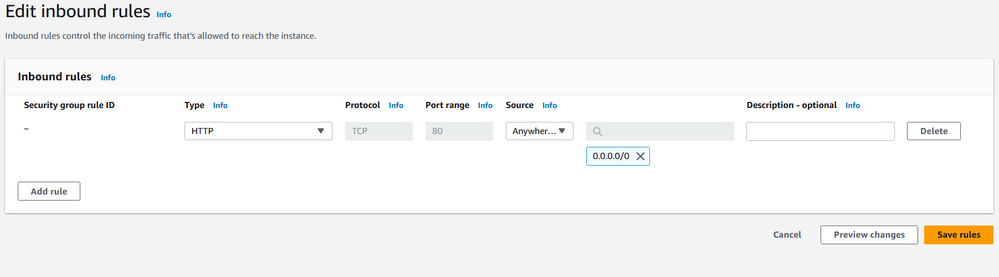 Edit inbound rules Info
Inbound rules control the incoming traffic that's allowed to reach the instance.
Inbound rules Info
Security group rule ID Type Info Protocol Info Port range Info Source Info Description - optional Info
– HTTP TCP 80 Anywher... Delete
0.0.0.0/0
Add rule
Cancel Preview changes Save rules